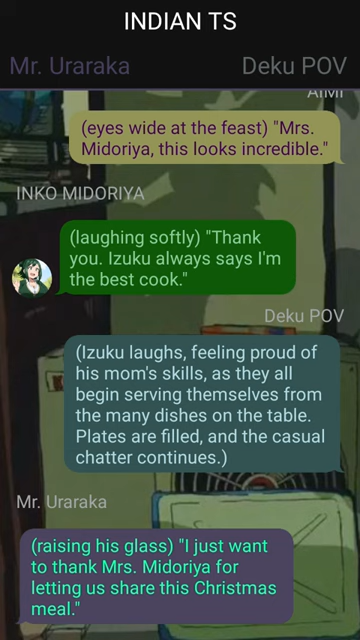 INDIAN TS
Mr. Uraraka
Deku POV
AIMI
(eyes wide at the feast) "Mrs.
Midoriya, this looks incredible."
INKO MIDORIYA
(laughing softly) "Thank
you. Izuku always says I'm
the best cook."
Deku POV
(Izuku laughs, feeling proud of
his mom's skills, as they all
begin serving themselves from
the many dishes on the table.
Plates are filled, and the casual
chatter continues.)
Mr. Uraraka
(raising his glass) "I just want
to thank Mrs. Midoriya for
letting us share this Christmas
meal."